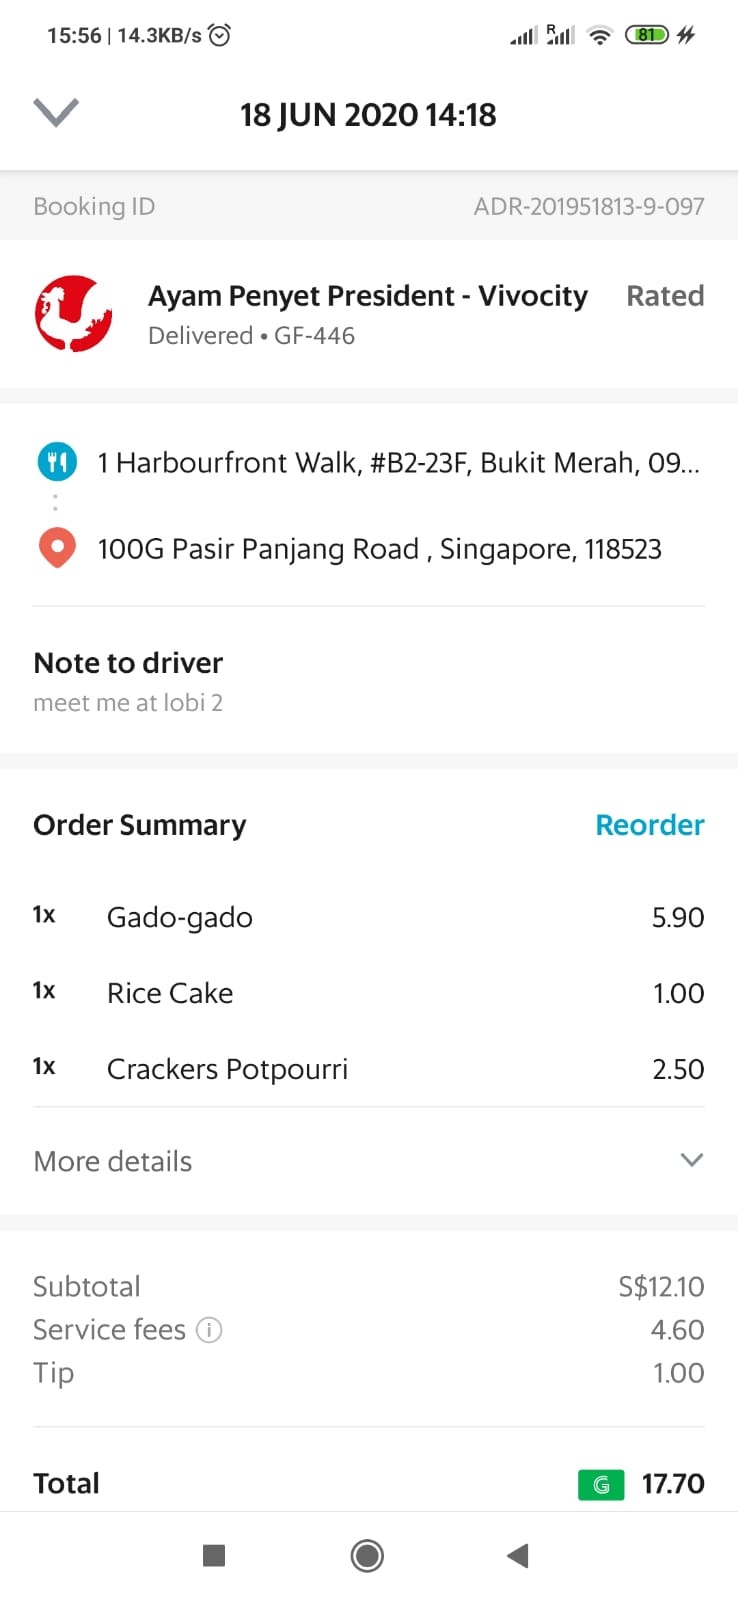 15:56 | 14.3KB/s R 81
18 JUN 2020 14:18
Booking ID ADR-201951813-9-097
Ayam Penyet President - Vivocity Rated
Delivered • GF-446
1 Harbourfront Walk, #B2-23F, Bukit Merah, 09...
100G Pasir Panjang Road , Singapore, 118523
Note to driver
meet me at lobi 2
Order Summary Reorder
1x Gado-gado 5.90
1x Rice Cake 1.00
1x Crackers Potpourri 2.50
More details
Subtotal S$12.10
Service fees i 4.60
Tip 1.00
Total G 17.70